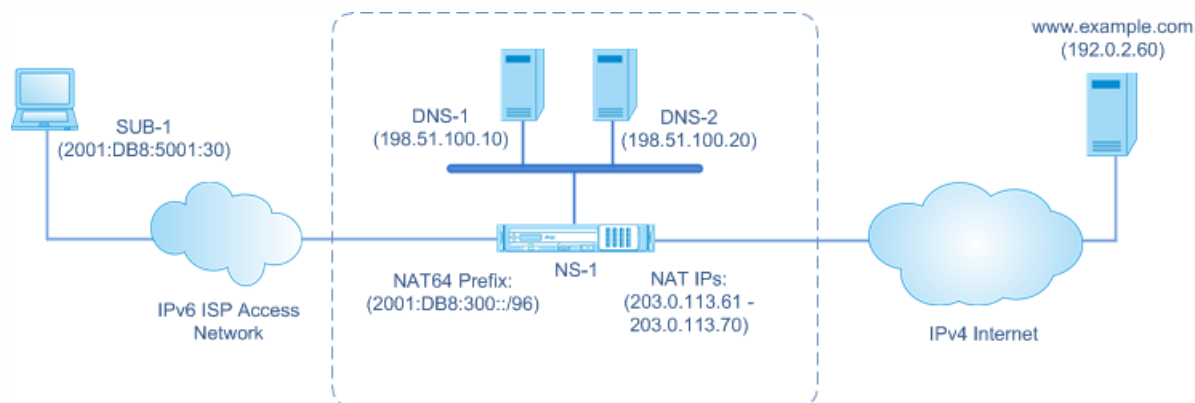 www.example.com
(192.0.2.60)
DNS-1
(198.51.100.10)
DNS-2
(198.51.100.20)
SUB-1
(2001:DB8:5001:30)
NS-1
NAT64 Prefix:
(2001:DB8:300::/96)
NAT IPs:
(203.0.113.61 -
203.0.113.70)
IPv6 ISP Access
Network
IPv4 Internet